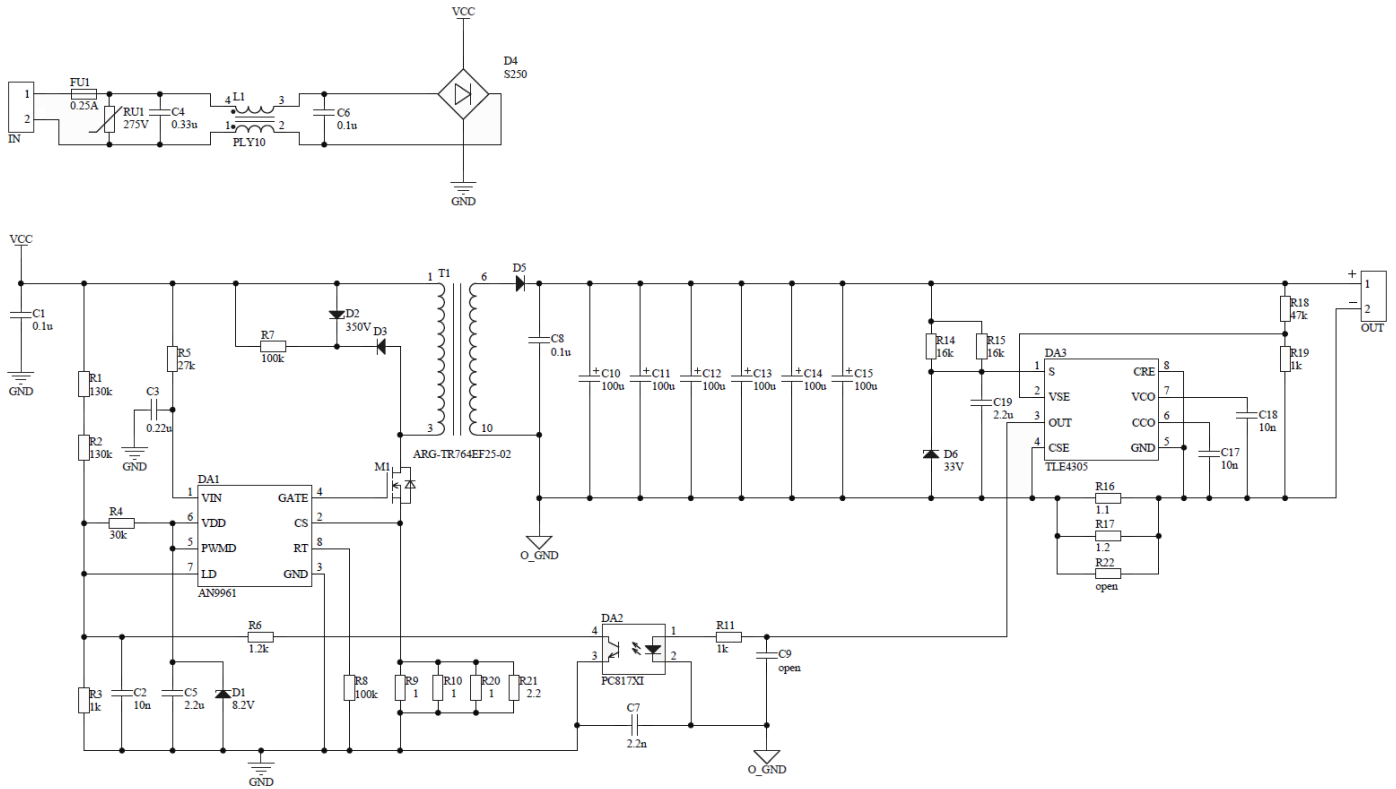 VCC
D4
S250
FU1
0.25A
1
2
IN
RU1
275V
C4
0.33u
L1
4
3
1
2
PLY10
C6
0.1u
GND
VCC
C1
0.1u
GND
R1
130k
R2
130k
R5
27k
C3
0.22u
GND
R7
100k
D2
350V
D3
1
T1
6
3
10
ARG-TR764EF25-02
D5
C8
0.1u
C10
100u
C11
100u
C12
100u
C13
100u
C14
100u
C15
100u
R14
16k
R15
16k
C19
2.2u
D6
33V
DA3
1
S
CRE
8
2
VSE
VCO
7
3
OUT
CCO
6
4
CSE
GND
5
TLE4305
C18
10n
C17
10n
R18
47k
R19
1k
+
1
−
2
OUT
R16
1.1
R17
1.2
R22
open
O_GND
M1
DA1
1
VIN
GATE
4
6
VDD
CS
2
5
PWMD
RT
8
7
LD
GND
3
AN9961
R4
30k
R6
1.2k
R3
1k
C2
10n
C5
2.2u
D1
8.2V
GND
R8
100k
R9
1
R10
1
R20
1
R21
2.2
DA2
4
1
3
2
PC817XI
C7
2.2n
R11
1k
C9
open
O_GND